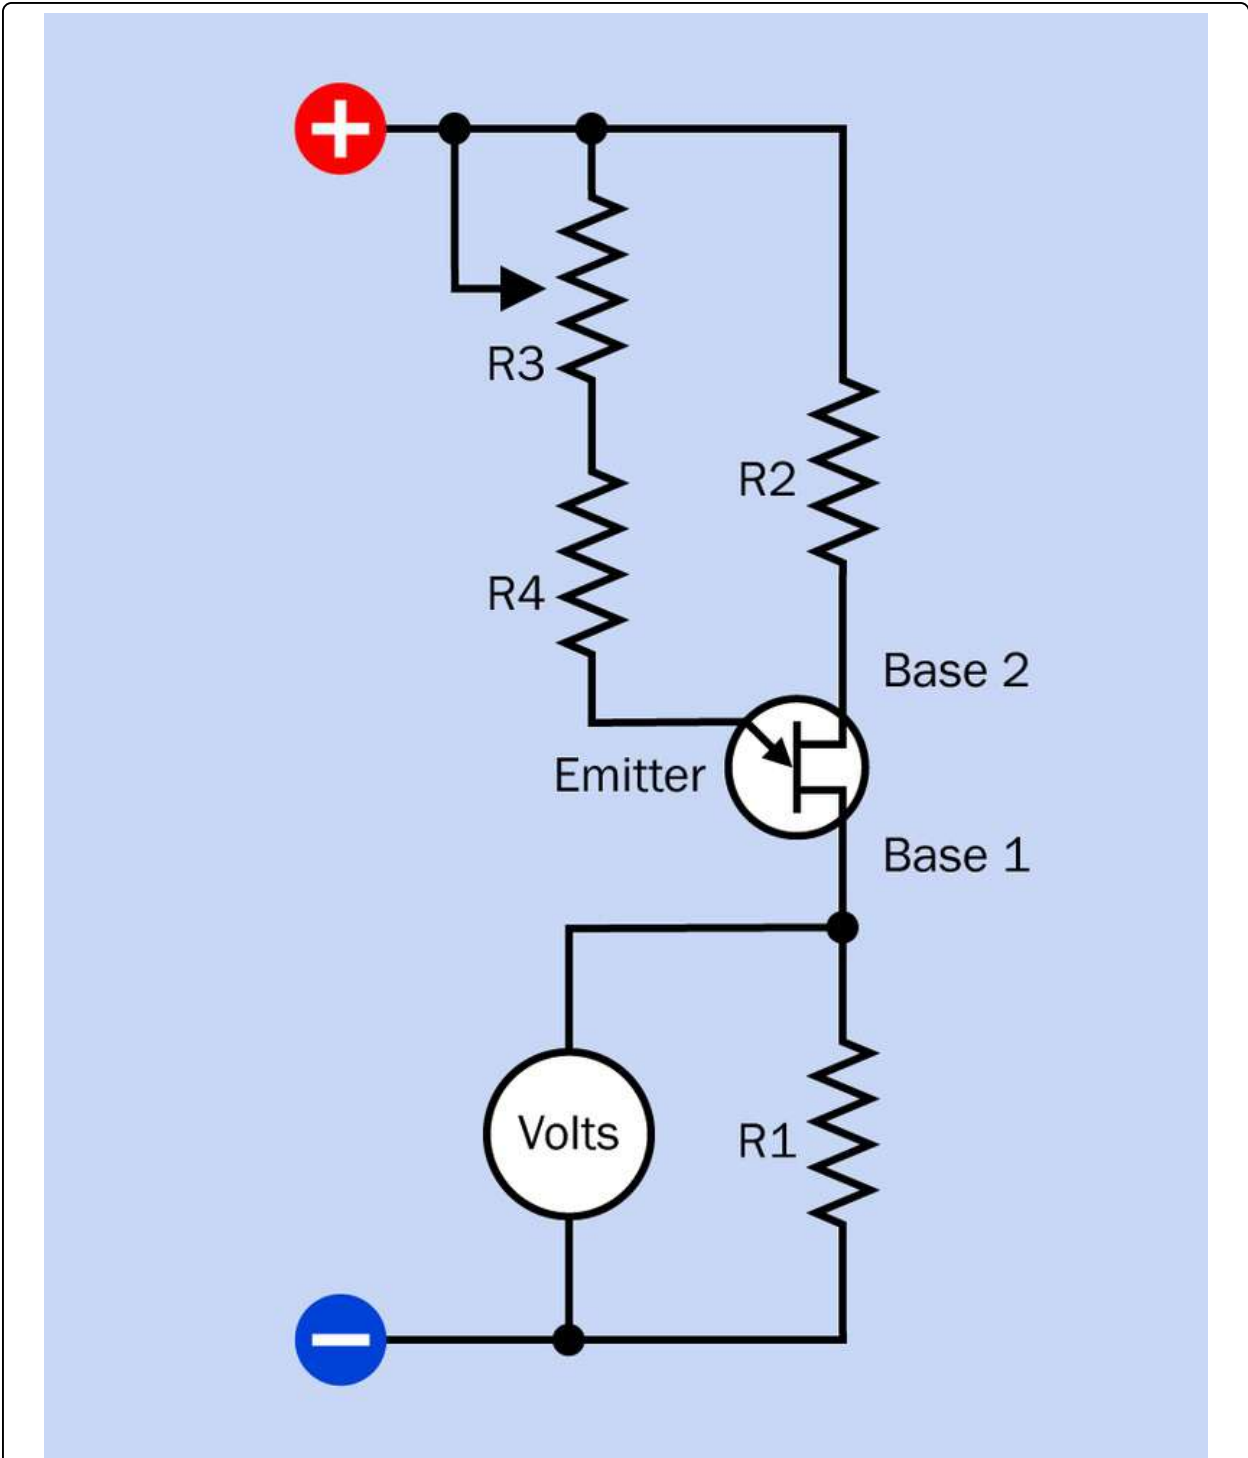 +
R3
R2
R4
Base 2
Emitter
Base 1
Volts
R1
−